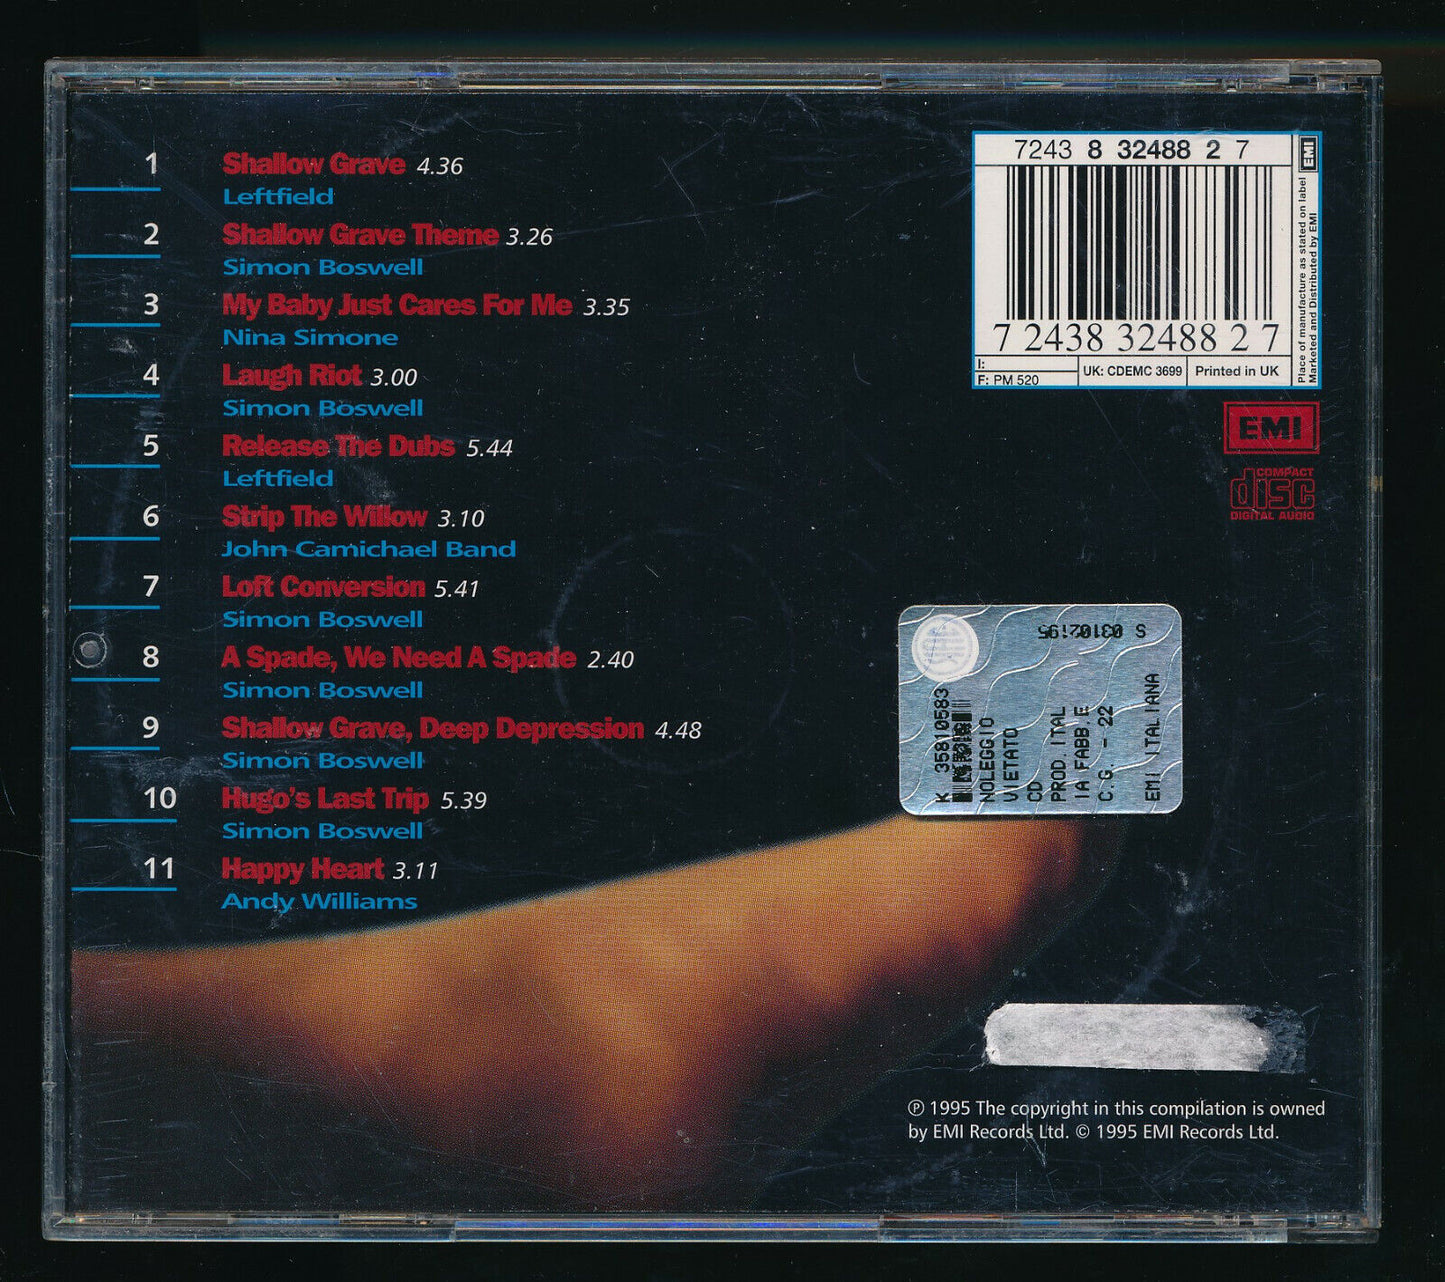 1 Shallow Grave 4.36
Leftfield
2 Shallow Grave Theme 3.26
Simon Boswell
3 My Baby Just Cares For Me 3.35
Nina Simone
4 Laugh Riot 3.00
Simon Boswell
5 Release The Dubs 5.44
Leftfield
6 Strip The Willow 3.10
John Camichael Band
7 Loft Conversion 5.41
Simon Boswell
8 A Spade, We Need A Spade 2.40
Simon Boswell
9 Shallow Grave, Deep Depression 4.48
Simon Boswell
10 Hugo's Last Trip 5.39
Simon Boswell
11 Happy Heart 3.11
Andy Williams
7243 8 32488 2 7
7 24383 24882 7
I:
F: PM 520
UK: CDEMC 3699
Printed in UK
EMI
Place of manufacture as stated on label
Marketed and Distributed by EMI
EMI
COMPACT
disc
DIGITAL AUDIO
S 03102195
K 35810583
NOLEGGIO
VIETATO
CD
PROD ITAL
IA FABB.E
C.G. - 22
EMI ITALIANA
℗ 1995 The copyright in this compilation is owned
by EMI Records Ltd. © 1995 EMI Records Ltd.